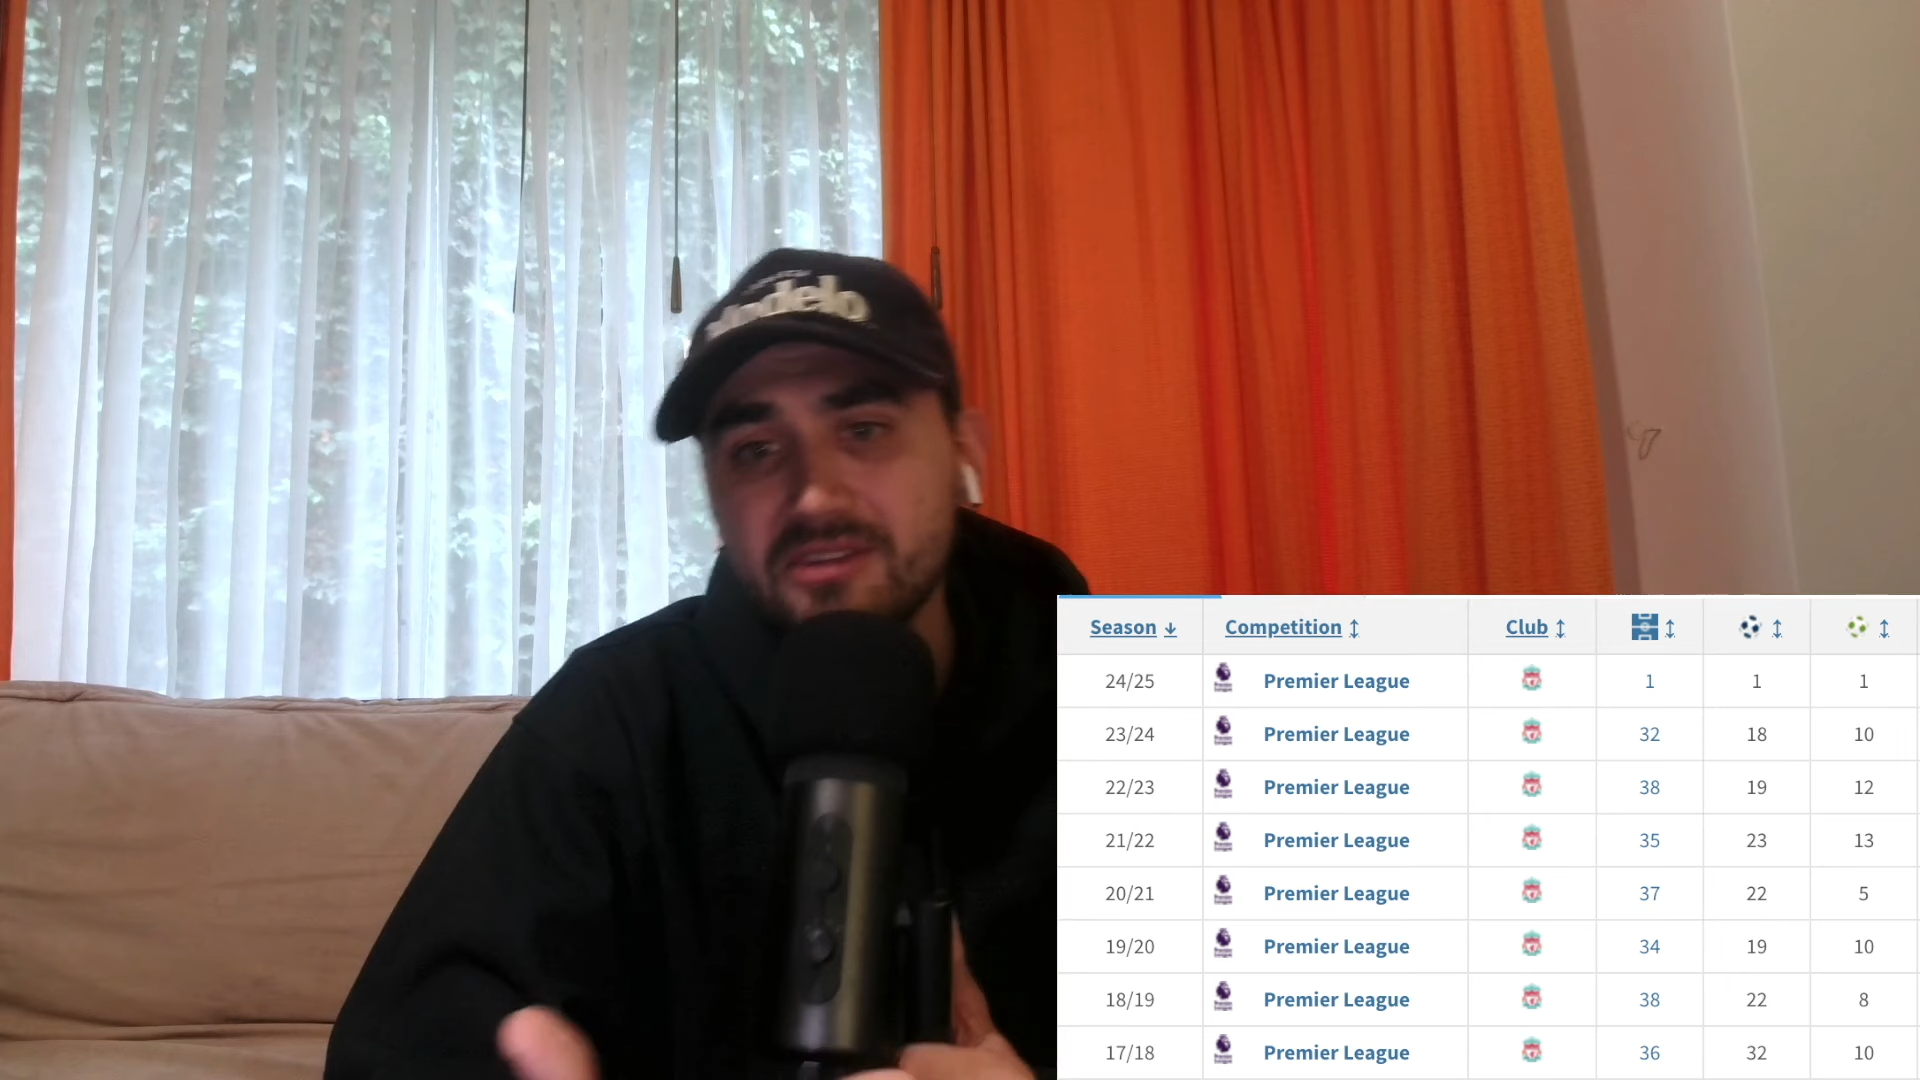 Modelo
Season Competition Club
24/25 Premier League 1 1 1
23/24 Premier League 32 18 10
22/23 Premier League 38 19 12
21/22 Premier League 35 23 13
20/21 Premier League 37 22 5
19/20 Premier League 34 19 10
18/19 Premier League 38 22 8
17/18 Premier League 36 32 10